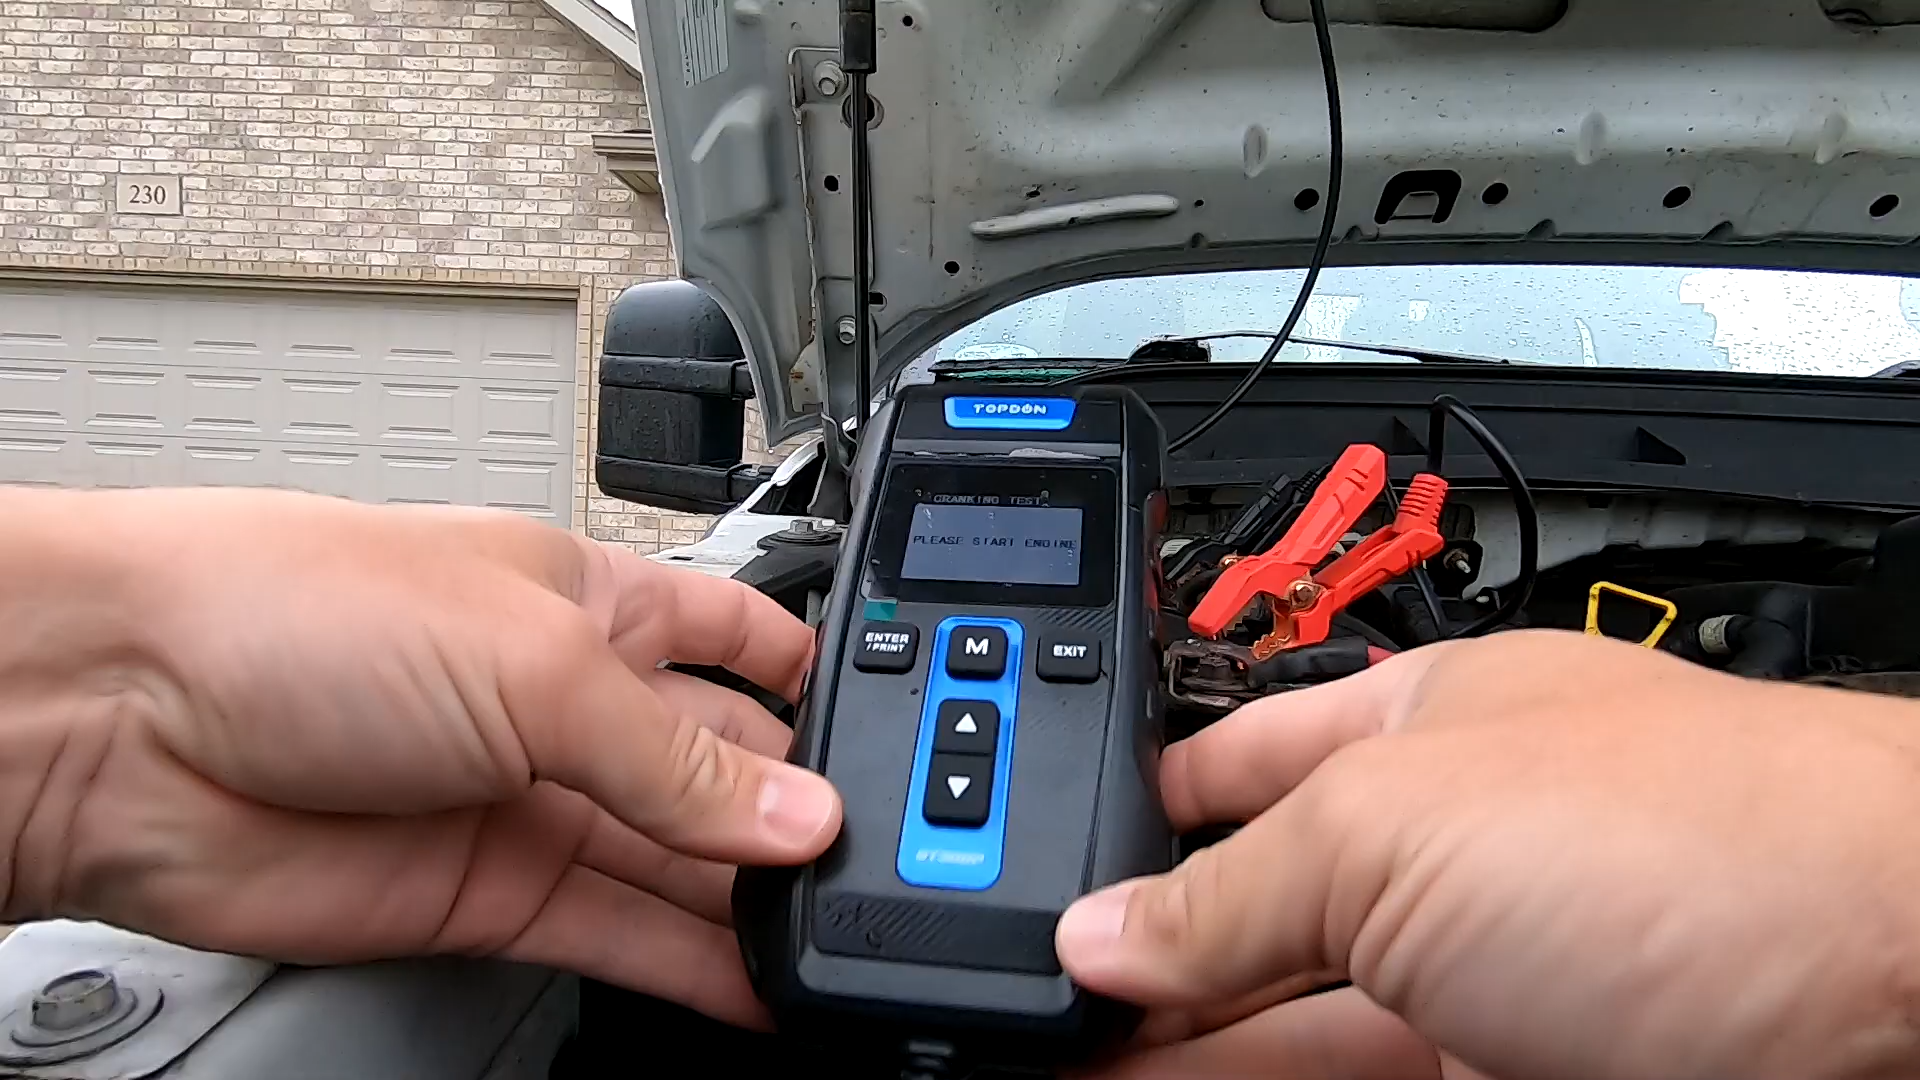 230
TOPDON
CRANKING TEST
PLEASE START ENGINE
ENTER
/ PRINT
M
EXIT